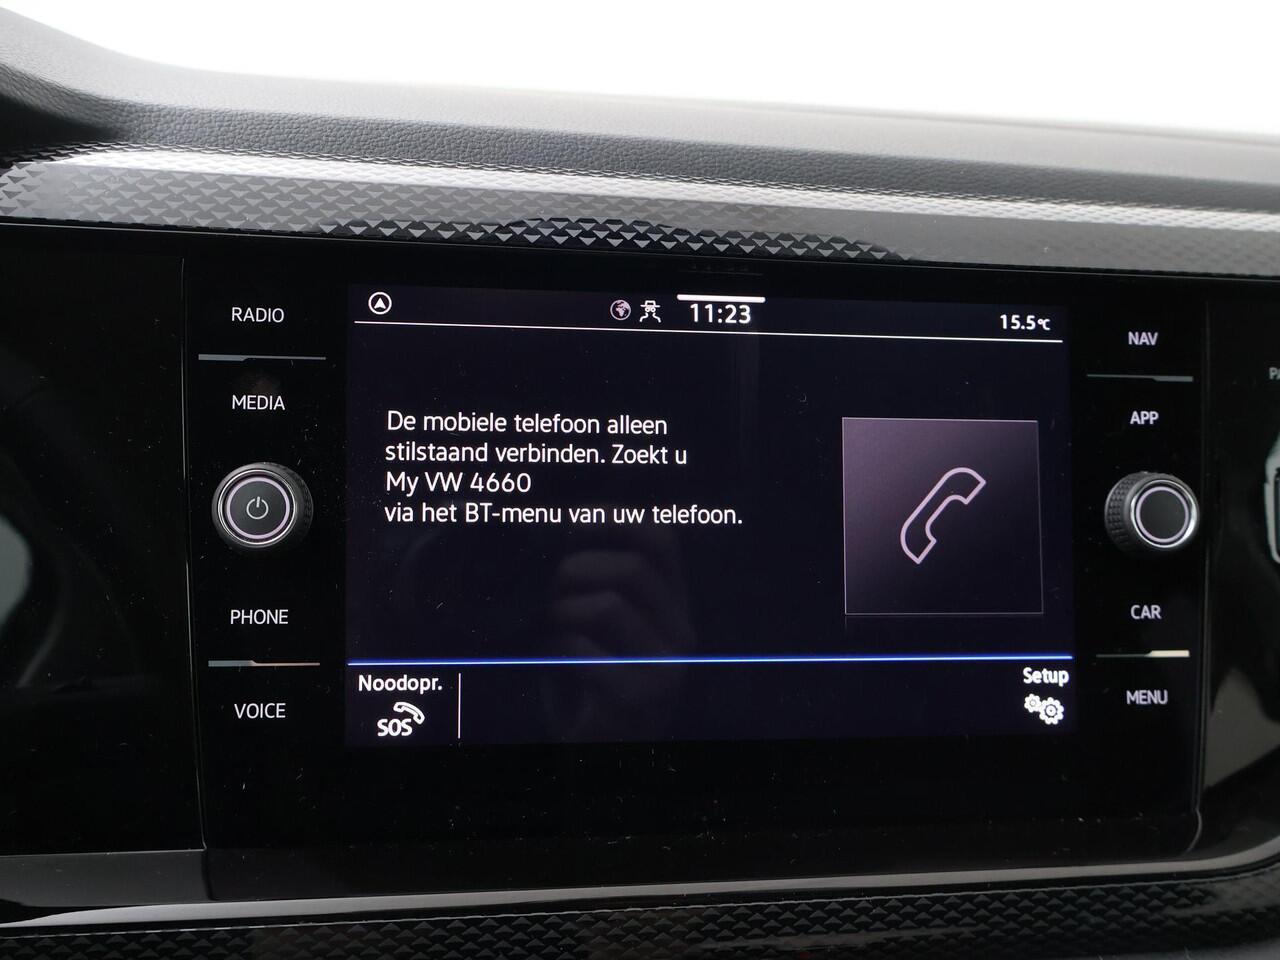 RADIO
MEDIA
PHONE
VOICE
11:23
15.5°C
De mobiele telefoon alleen
stilstaand verbinden. Zoekt u
My VW 4660
via het BT-menu van uw telefoon.
Noodopr.
SOS
Setup
NAV
APP
CAR
MENU